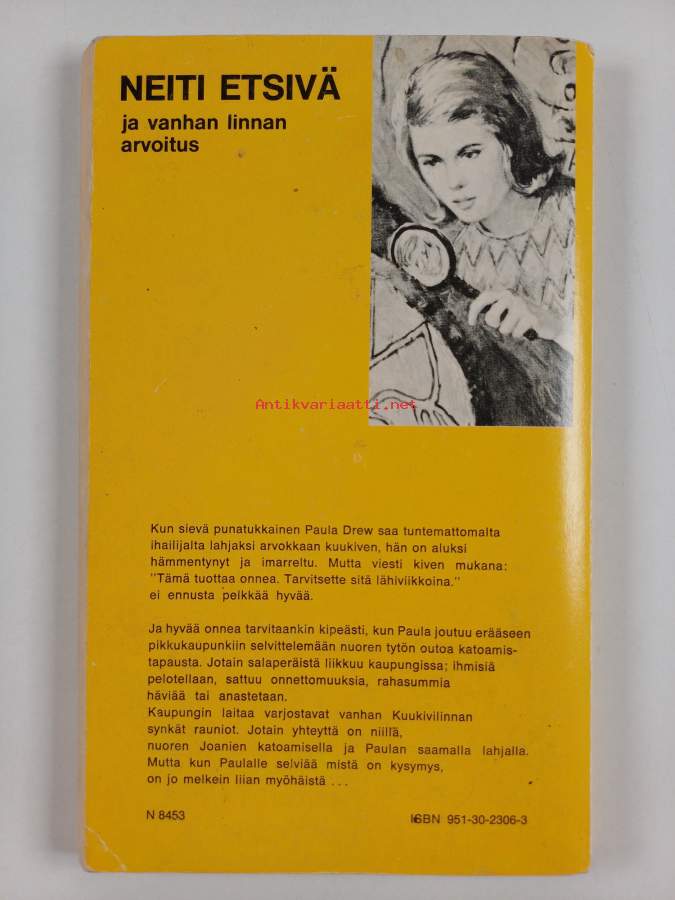 NEITI ETSIVÄ
ja vanhan linnan
arvoitus
Antikvariaatti.net
Kun sievä punatukkainen Paula Drew saa tuntemattomalta
ihailijalta lahjaksi arvokkaan kuukiven, hän on aluksi
hämmentynyt ja imarreltu. Mutta viesti kiven mukana:
"Tämä tuottaa onnea. Tarvitsette sitä lähiviikkoina."
ei ennusta pelkkää hyvää.
Ja hyvää onnea tarvitaankin kipeästi, kun Paula joutuu erääseen
pikkukaupunkiin selvittelemään nuoren tytön outoa katoamis-
tapausta. Jotain salaperäistä liikkuu kaupungissa; ihmisiä
pelotellaan, sattuu onnettomuuksia, rahasummia
häviää tai anastetaan.
Kaupungin laitaa varjostavat vanhan Kuukivilinnan
synkät rauniot. Jotain yhteyttä on niillä,
nuoren Joanien katoamisella ja Paulan saamalla lahjalla.
Mutta kun Paulalle selviää mistä on kysymys,
on jo melkein liian myöhäistä ...
N 8453
ISBN 951-30-2306-3